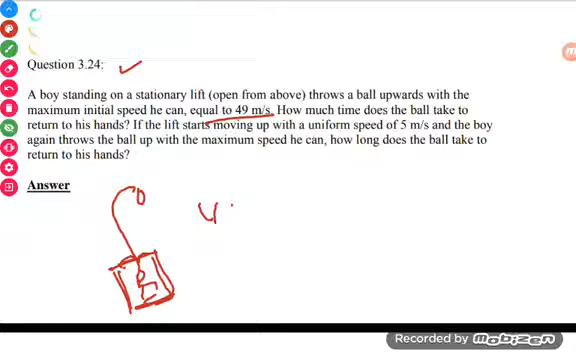 Question 3.24:
A boy standing on a stationary lift (open from above) throws a ball upwards with the
maximum initial speed he can, equal to 49 m/s. How much time does the ball take to
return to his hands? If the lift starts moving up with a uniform speed of 5 m/s and the boy
again throws the ball up with the maximum speed he can, how long does the ball take to
return to his hands?
Answer
Recorded by mobizen